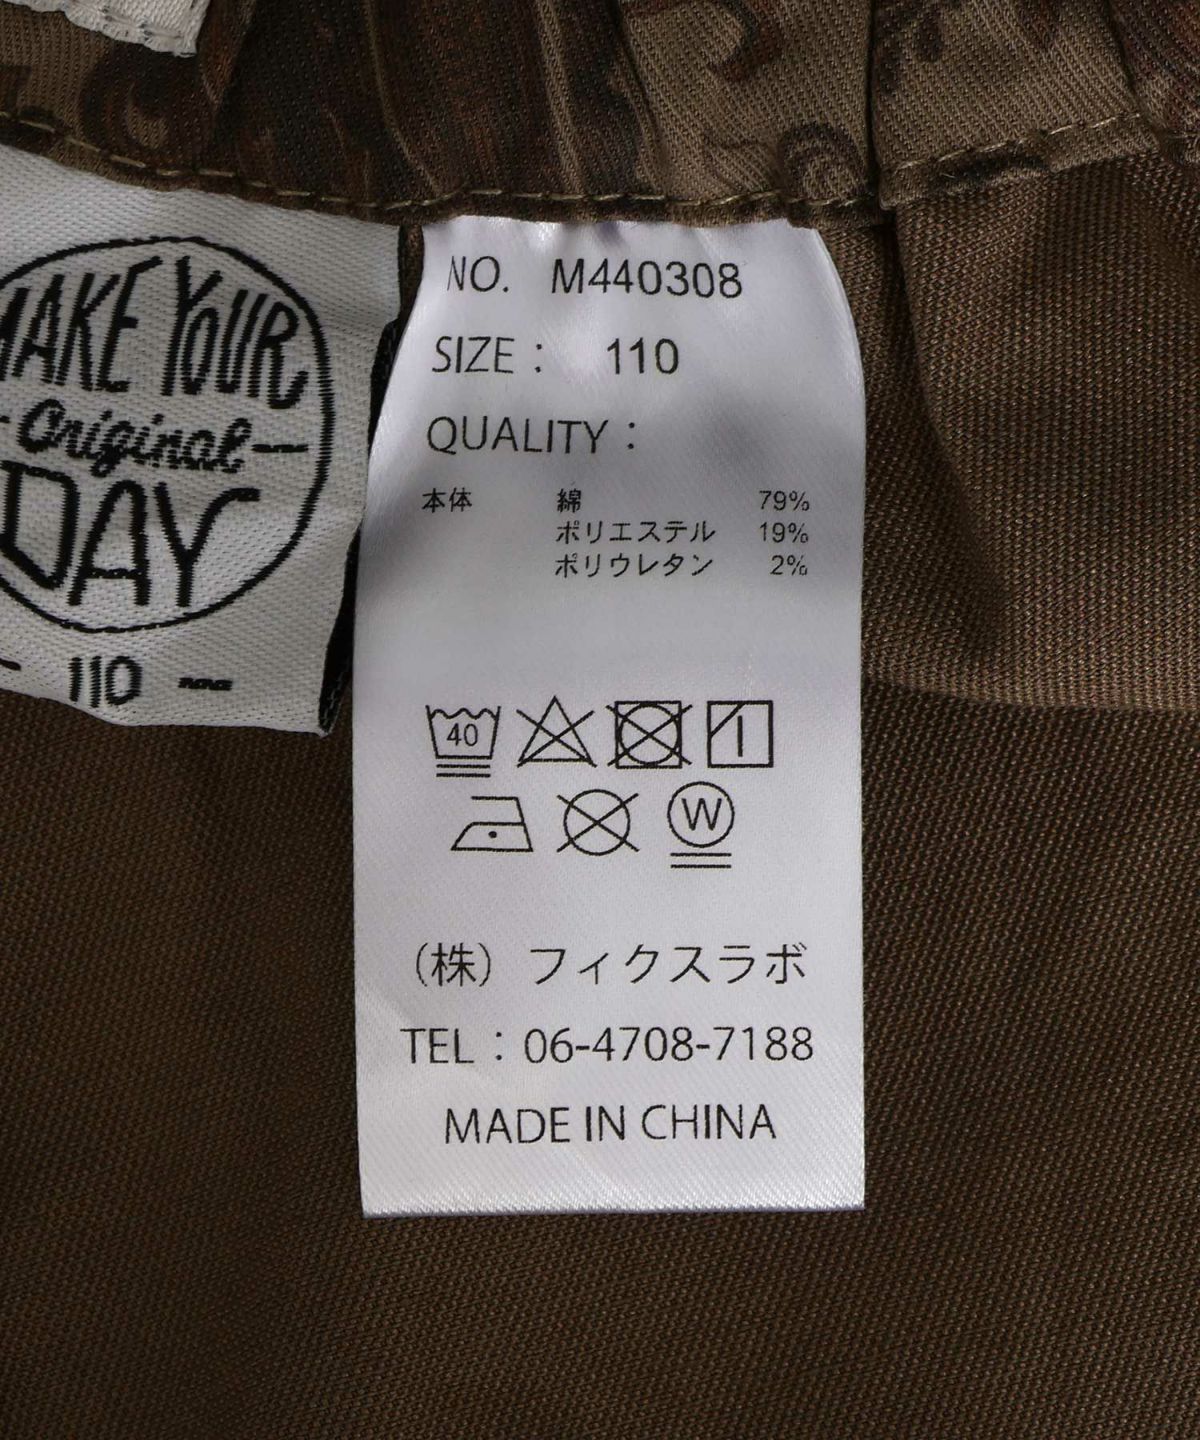 MAKE YOUR
Original
DAY
110
NO. M440308
SIZE : 110
QUALITY :
本体 綿 79%
ポリエステル 19%
ポリウレタン 2%
40
W
(株) フィクスラボ
TEL : 06-4708-7188
MADE IN CHINA